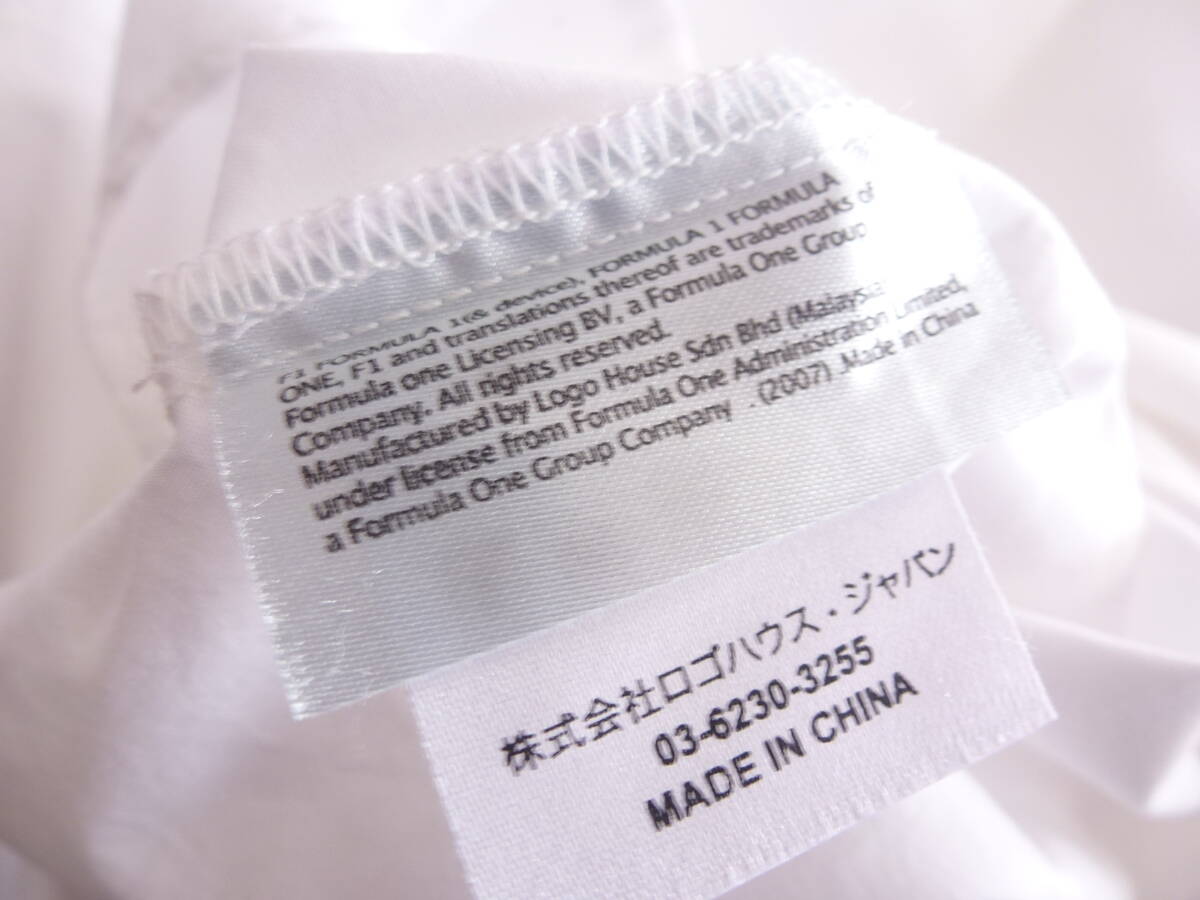 F1 FORMULA 1(& device), FORMULA 1 FORMULA
ONE, F1 and translations thereof are trademarks of
Formula one Licensing BV, a Formula One Group
Company. All rights reserved.
Manufactured by Logo House Sdn Bhd (Malaysia
under license from Formula One Administration Limited,
a Formula One Group Company .(2007) Made in China
株式会社ロゴハウス・ジャパン
03-6230-3255
MADE IN CHINA